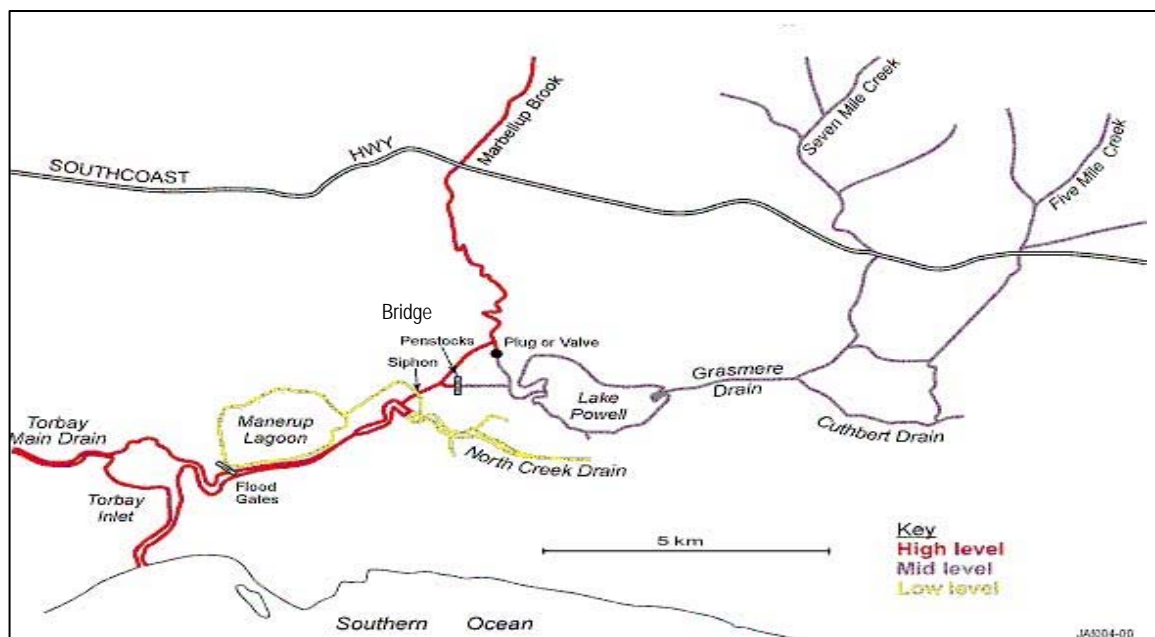 SOUTHCOAST
HWY
Marbellup Brook
Seven Mile Creek
Five Mile Creek
Bridge
Penstocks
Plug or Valve
Siphon
Grasmere
Drain
Lake
Powell
Manerup
Lagoon
Cuthbert Drain
Torbay
Main Drain
North Creek Drain
Flood
Gates
Torbay
Inlet
5 km
Key
High level
Mid level
Low level
Southern Ocean